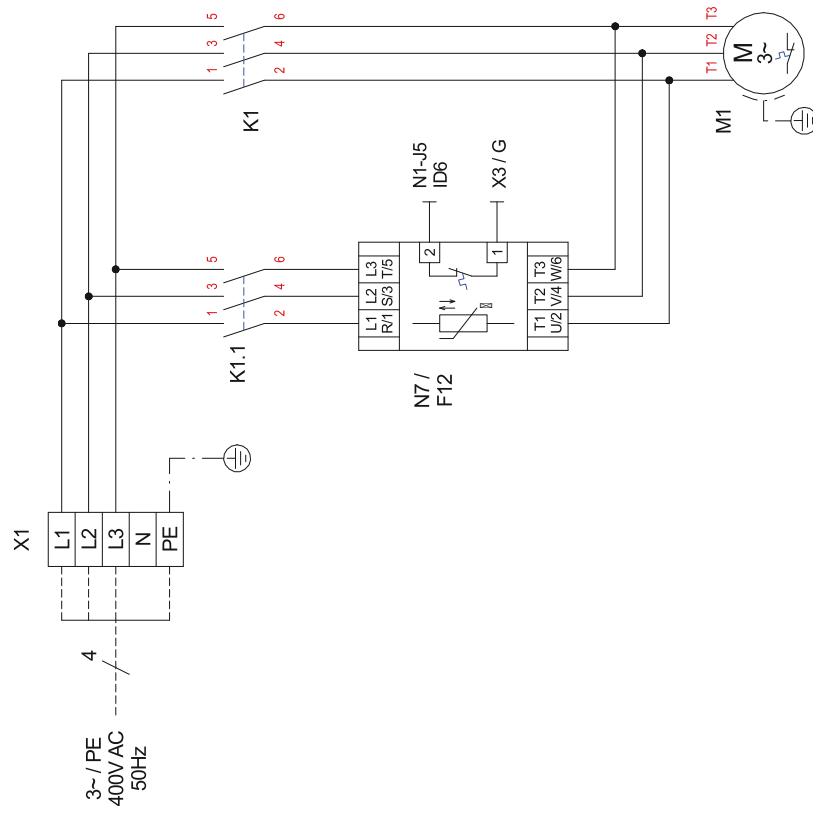 X1
L1
L2
L3
N
PE
4
3~ / PE
400V AC
50Hz
K1.1
1
3
5
2
4
6
K1
1
3
5
2
4
6
N7 /
F12
L1 L2 L3
R/1 S/3 T/5
2
1
N1-J5
ID6
X3 / G
T1 T2 T3
U/2 V/4 W/6
M1
T1
T2
T3
M
3~